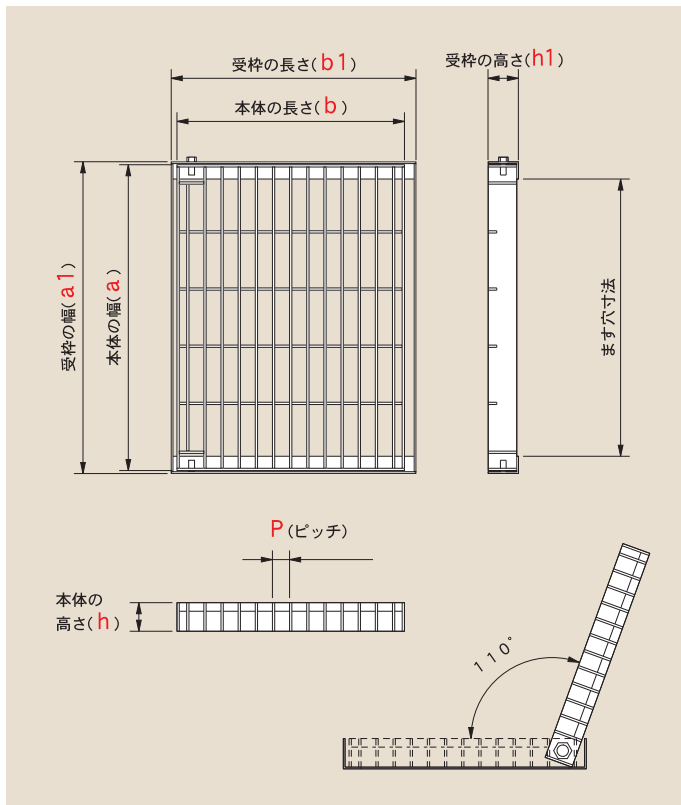 受枠の長さ(b1)
受枠の高さ(h1)
本体の長さ(b)
受枠の幅(a1)
本体の幅(a)
ます穴寸法
P(ピッチ)
本体の
高さ(h)
110°